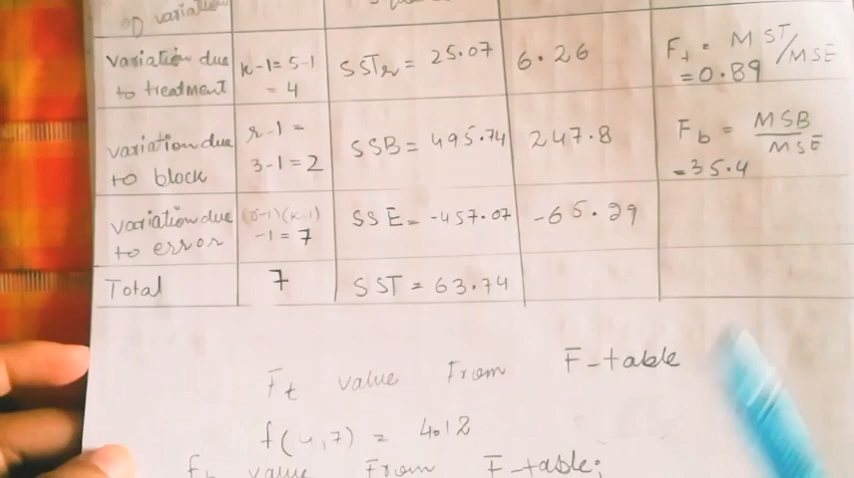 of variation
variation due to treatment k-1=5-1 = 4 SSTr = 25.07 6.26 Ft = MST/MSE = 0.89
variation due to block r-1 = 3-1=2 SSB = 495.74 247.8 Fb = MSB/MSE = 35.4
variation due to error (r-1)(k-1) -1 = 7 SSE = -457.07 -65.29
Total 7 SST = 63.74
Ft value From F-table
f(4,7) = 4.12
value From F-table;